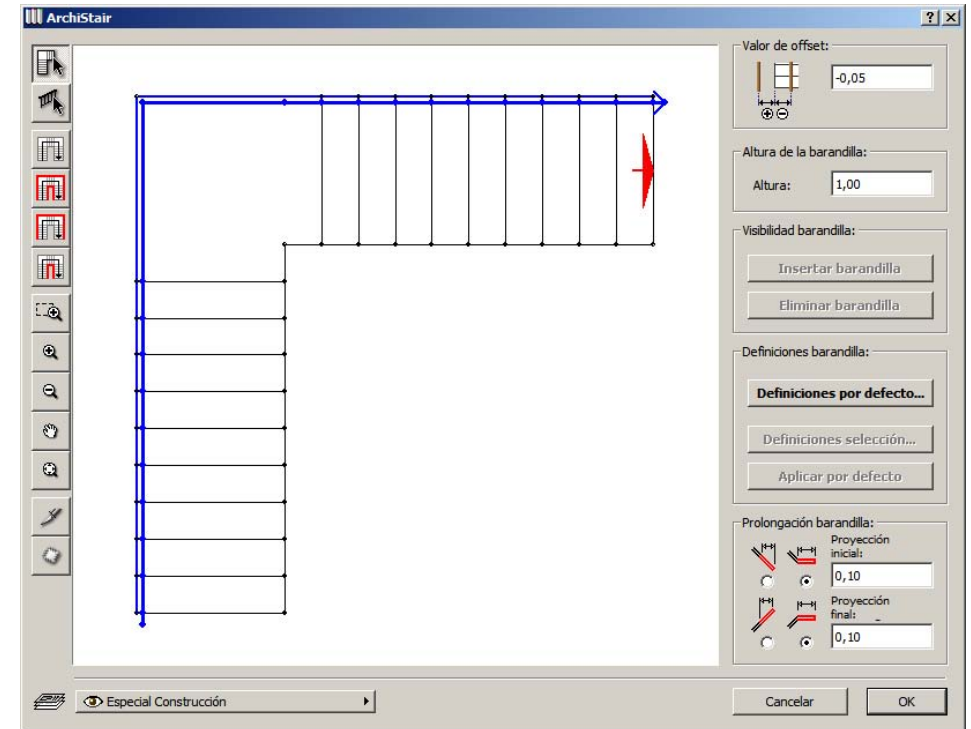 ArchiStair
Valor de offset:
-0,05
Altura de la barandilla:
Altura:
1,00
Visibilidad barandilla:
Insertar barandilla
Eliminar barandilla
Definiciones barandilla:
Definiciones por defecto...
Definiciones selección...
Aplicar por defecto
Prolongación barandilla:
Proyección
inicial:
0,10
Proyección
final:
0,10
Especial Construcción
Cancelar
OK